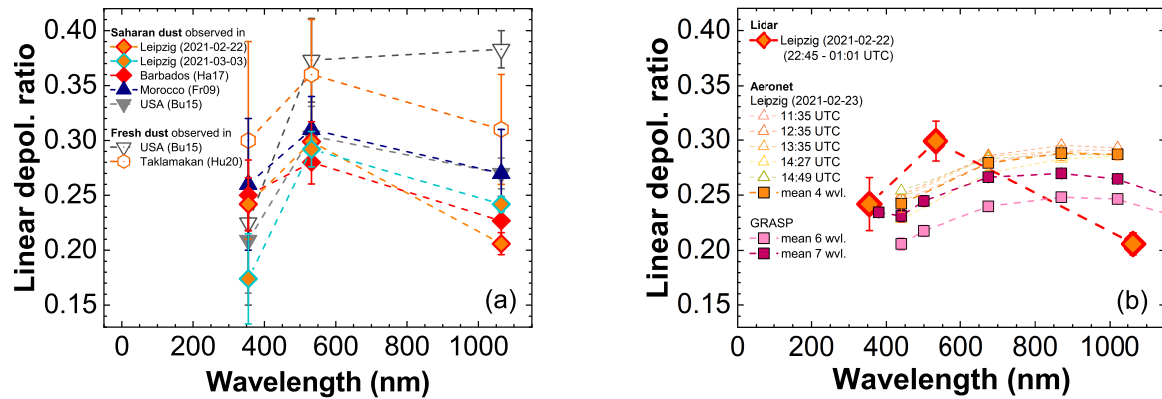 0.40
0.35
0.30
0.25
0.20
0.15
Linear depol. ratio
Saharan dust observed in
Leipzig (2021-02-22)
Leipzig (2021-03-03)
Barbados (Ha17)
Morocco (Fr09)
USA (Bu15)
Fresh dust observed in
USA (Bu15)
Taklamakan (Hu20)
(a)
0 200 400 600 800 1000
Wavelength (nm)
0.40
0.35
0.30
0.25
0.20
0.15
Linear depol. ratio
Lidar
Leipzig (2021-02-22)
(22:45 - 01:01 UTC)
Aeronet
Leipzig (2021-02-23)
11:35 UTC
12:35 UTC
13:35 UTC
14:27 UTC
14:49 UTC
mean 4 wvl.
GRASP
mean 6 wvl.
mean 7 wvl.
(b)
0 200 400 600 800 1000
Wavelength (nm)